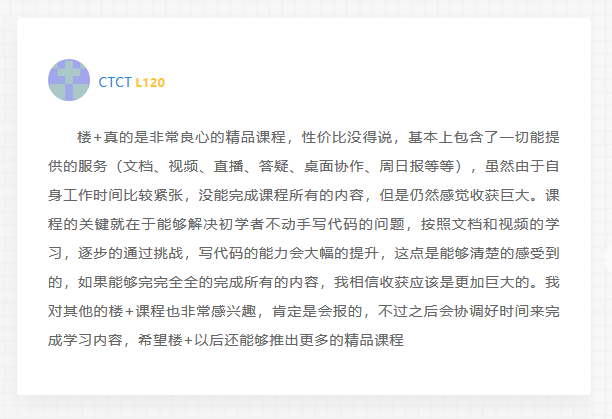 CTCT L120
楼+真的是非常良心的精品课程，性价比没得说，基本上包含了一切能提
供的服务（文档、视频、直播、答疑、桌面协作、周日报等等），虽然由于自
身工作时间比较紧张，没能完成课程所有的内容，但是仍然感觉收获巨大。课
程的关键就在于能够解决初学者不动手写代码的问题，按照文档和视频的学
习，逐步的通过挑战，写代码的能力会大幅的提升，这点是能够清楚的感受到
的，如果能够完完全全的完成所有的内容，我相信收获应该是更加巨大的。我
对其他的楼+课程也非常感兴趣，肯定是会报的，不过之后会协调好时间来完
成学习内容，希望楼+以后还能够推出更多的精品课程